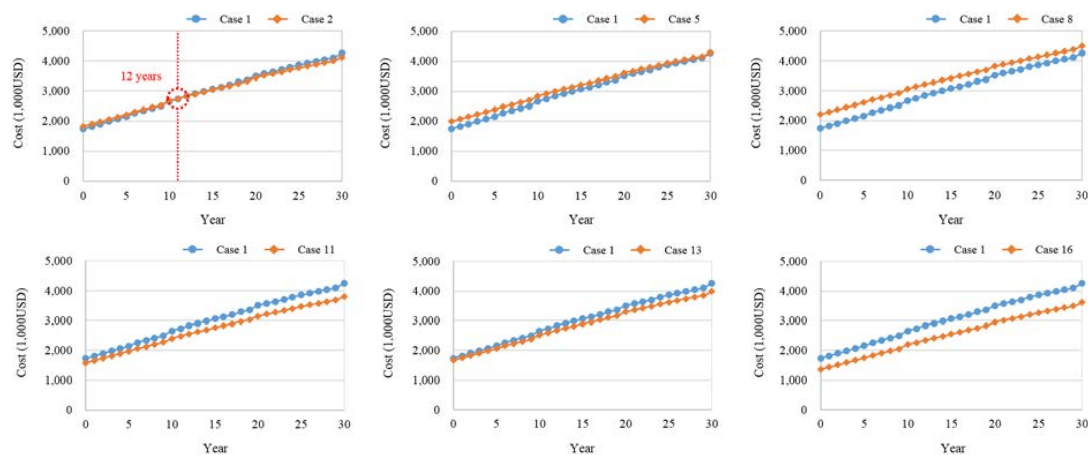 Case 1 Case 2
5,000
4,000
3,000
2,000
1,000
0
Cost (1,000USD)
12 years
0 5 10 15 20 25 30
Year
Case 1 Case 5
5,000
4,000
3,000
2,000
1,000
0
Cost (1,000USD)
0 5 10 15 20 25 30
Year
Case 1 Case 8
5,000
4,000
3,000
2,000
1,000
0
Cost (1,000USD)
0 5 10 15 20 25 30
Year
Case 1 Case 11
5,000
4,000
3,000
2,000
1,000
0
Cost (1,000USD)
0 5 10 15 20 25 30
Year
Case 1 Case 13
5,000
4,000
3,000
2,000
1,000
0
Cost (1,000USD)
0 5 10 15 20 25 30
Year
Case 1 Case 16
5,000
4,000
3,000
2,000
1,000
0
Cost (1,000USD)
0 5 10 15 20 25 30
Year